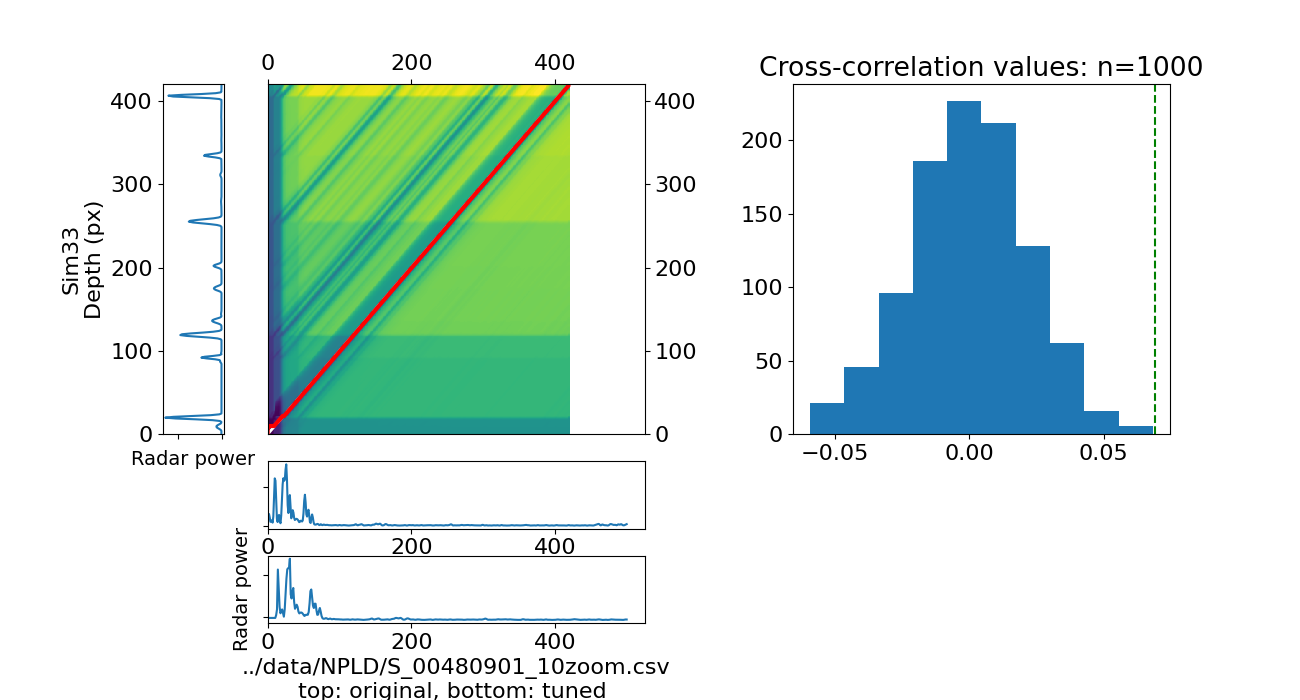 0 200 400
Cross-correlation values: n=1000
400 400
300 300
200 200
100 100
0 0
Sim33
Depth (px)
Radar power
200
150
100
50
0
−0.05 0.00 0.05
0 200 400
Radar power
0 200 400
../data/NPLD/S_00480901_10zoom.csv
top: original, bottom: tuned